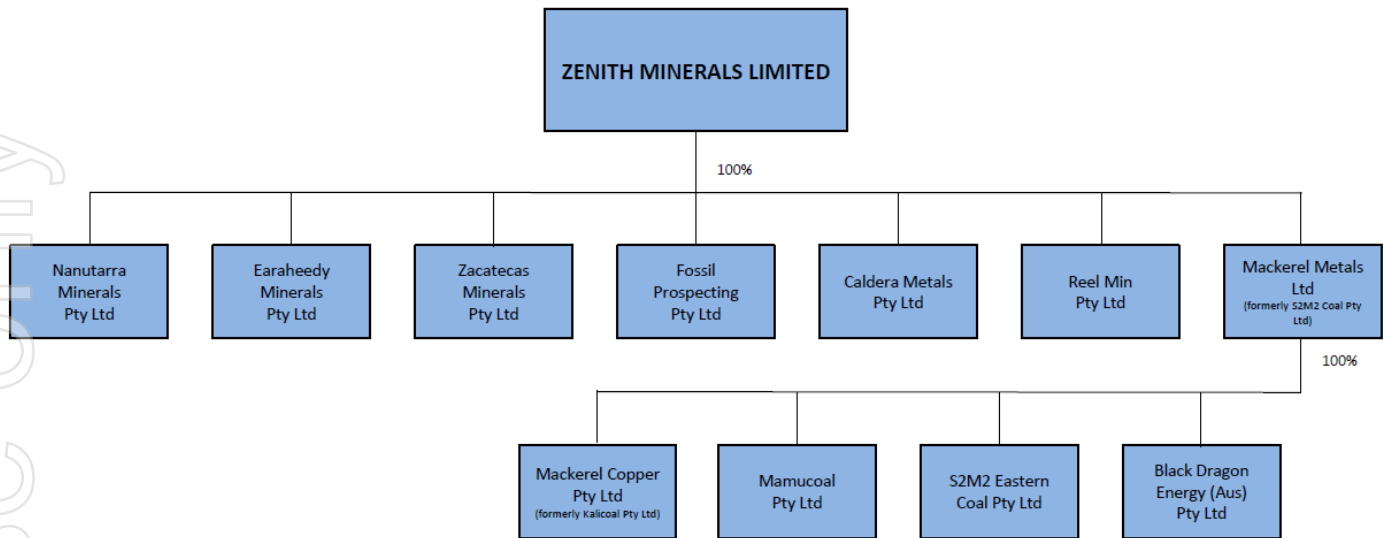 ZENITH MINERALS LIMITED
100%
Nanutarra
Minerals
Pty Ltd
Earaheedy
Minerals
Pty Ltd
Zacatecas
Minerals
Pty Ltd
Fossil
Prospecting
Pty Ltd
Caldera Metals
Pty Ltd
Reel Min
Pty Ltd
Mackerel Metals
Ltd
(formerly S2M2 Coal Pty
Ltd)
100%
Mackerel Copper
Pty Ltd
(formerly Kalicoal Pty Ltd)
Mamucoal
Pty Ltd
S2M2 Eastern
Coal Pty Ltd
Black Dragon
Energy (Aus)
Pty Ltd
only